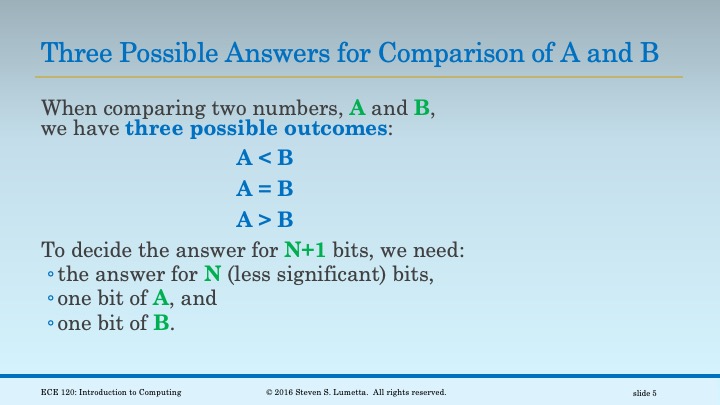 Three Possible Answers for Comparison of A and B
When comparing two numbers, A and B,
we have three possible outcomes:
A < B
A = B
A > B
To decide the answer for N+1 bits, we need:
◦the answer for N (less significant) bits,
◦one bit of A, and
◦one bit of B.
ECE 120: Introduction to Computing
© 2016 Steven S. Lumetta. All rights reserved.
slide 5